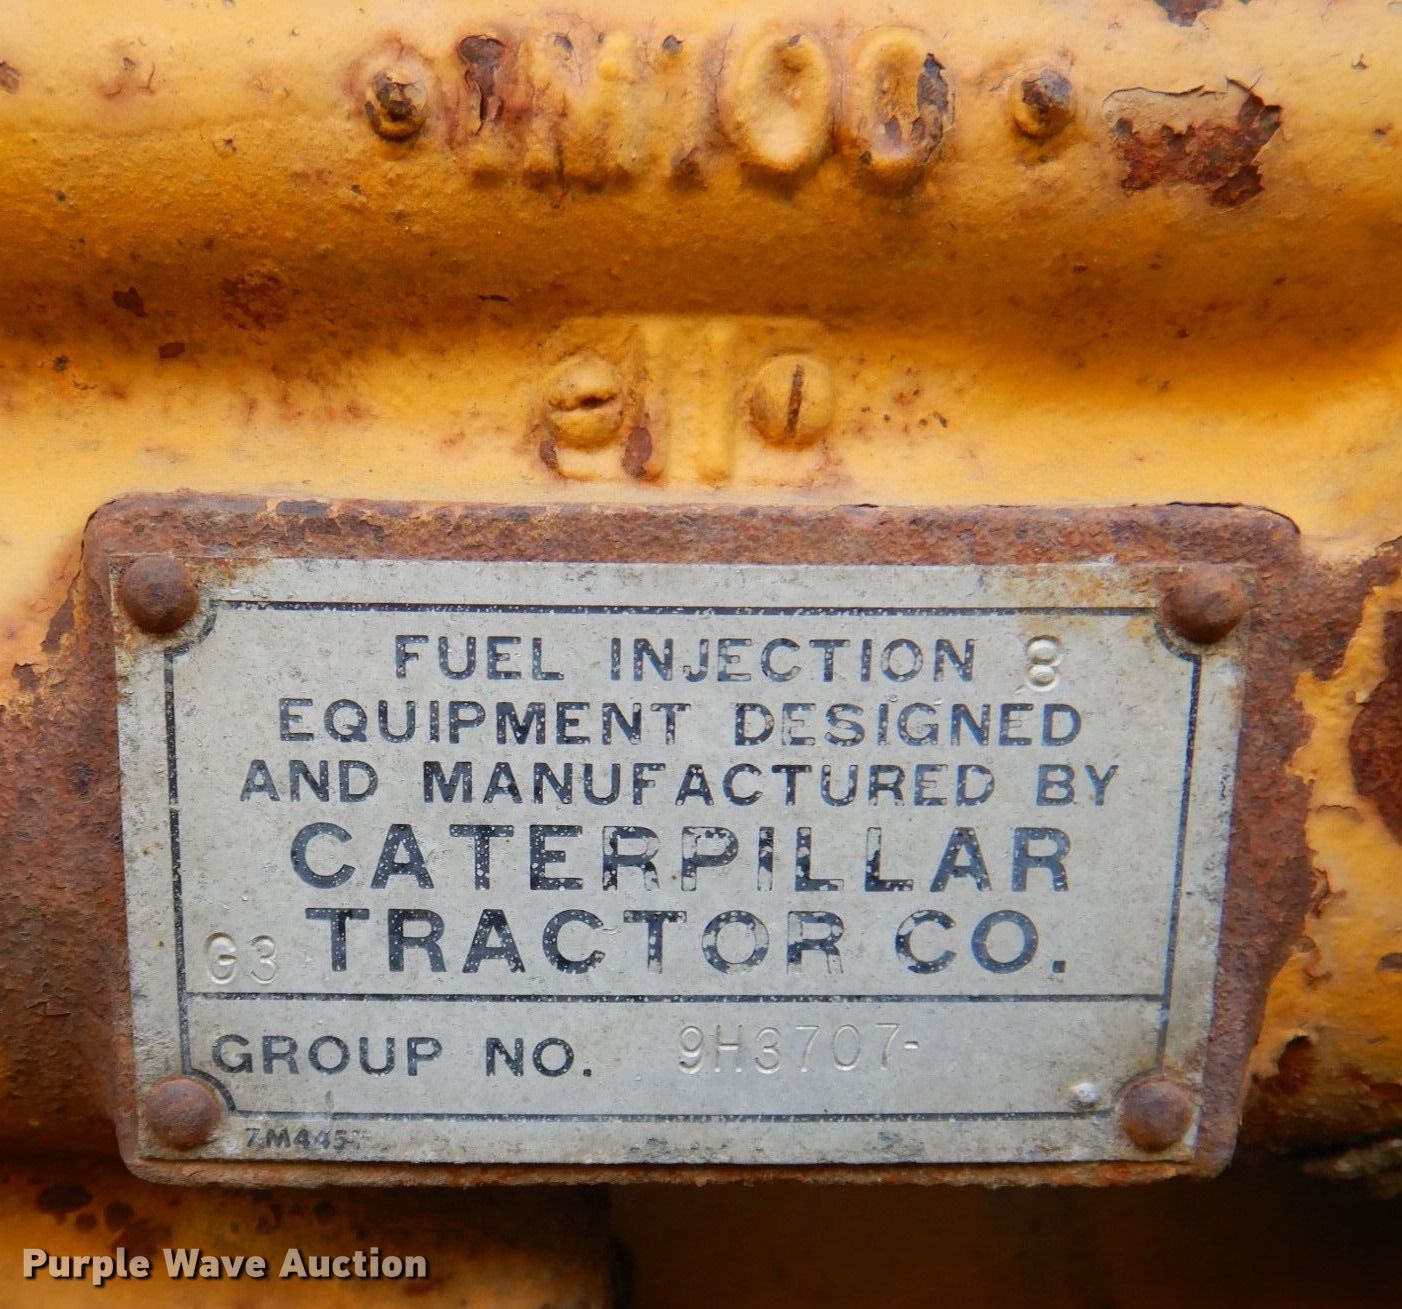 FUEL INJECTION 8
EQUIPMENT DESIGNED
AND MANUFACTURED BY
CATERPILLAR
TRACTOR CO.
G3
GROUP NO. 9H3707-
Purple Wave Auction